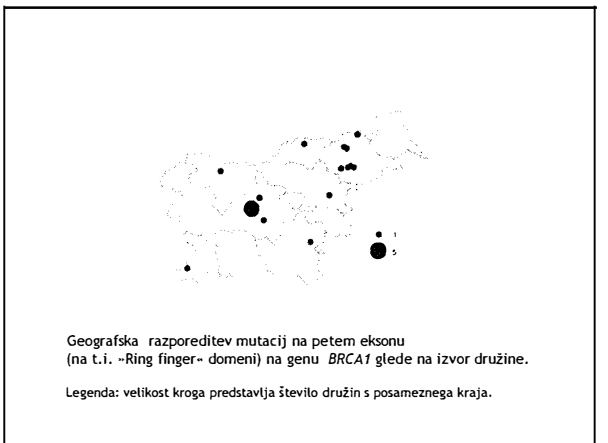 1
5
Geografska razporeditev mutacij na petem eksonu
(na t.i. »Ring finger« domeni) na genu BRCA1 glede na izvor družine.
Legenda: velikost kroga predstavlja število družin s posameznega kraja.